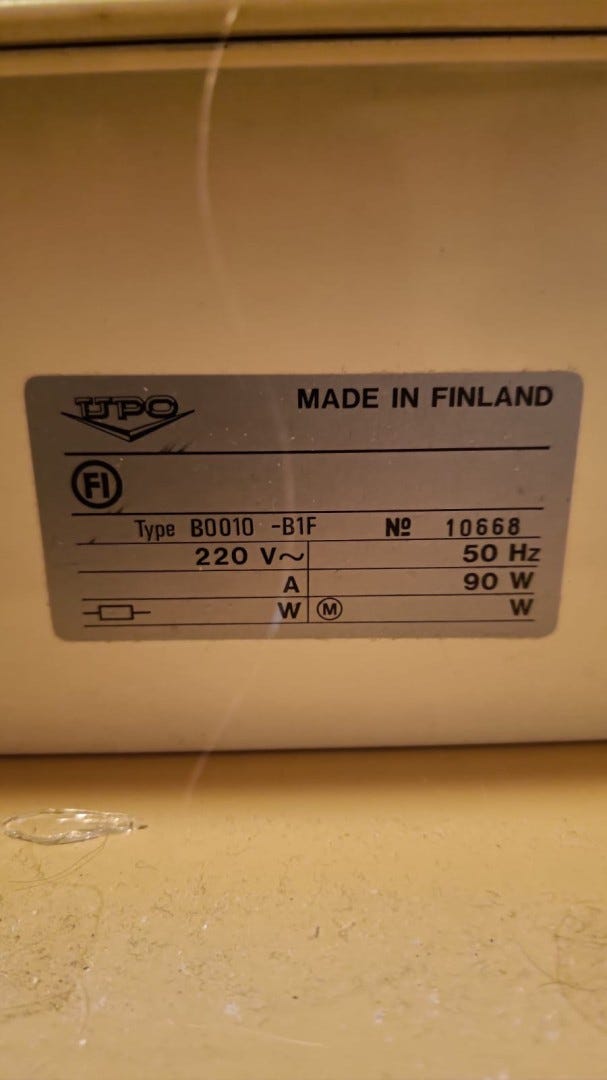 UPO MADE IN FINLAND
FI
Type B0010 -B1F Nº 10668
220 V~ 50 Hz
A 90 W
W M W